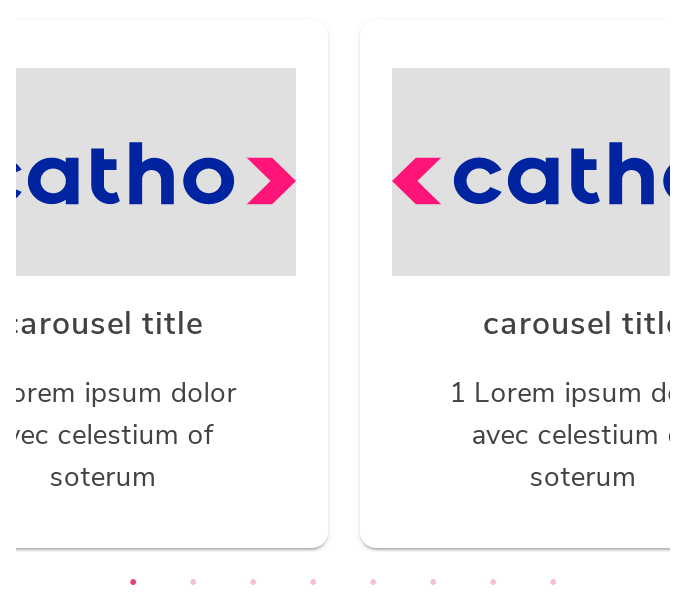 catho
carousel title
orem ipsum dolor
vec celestium of
soterum
catho
carousel title
1 Lorem ipsum do
avec celestium
soterum